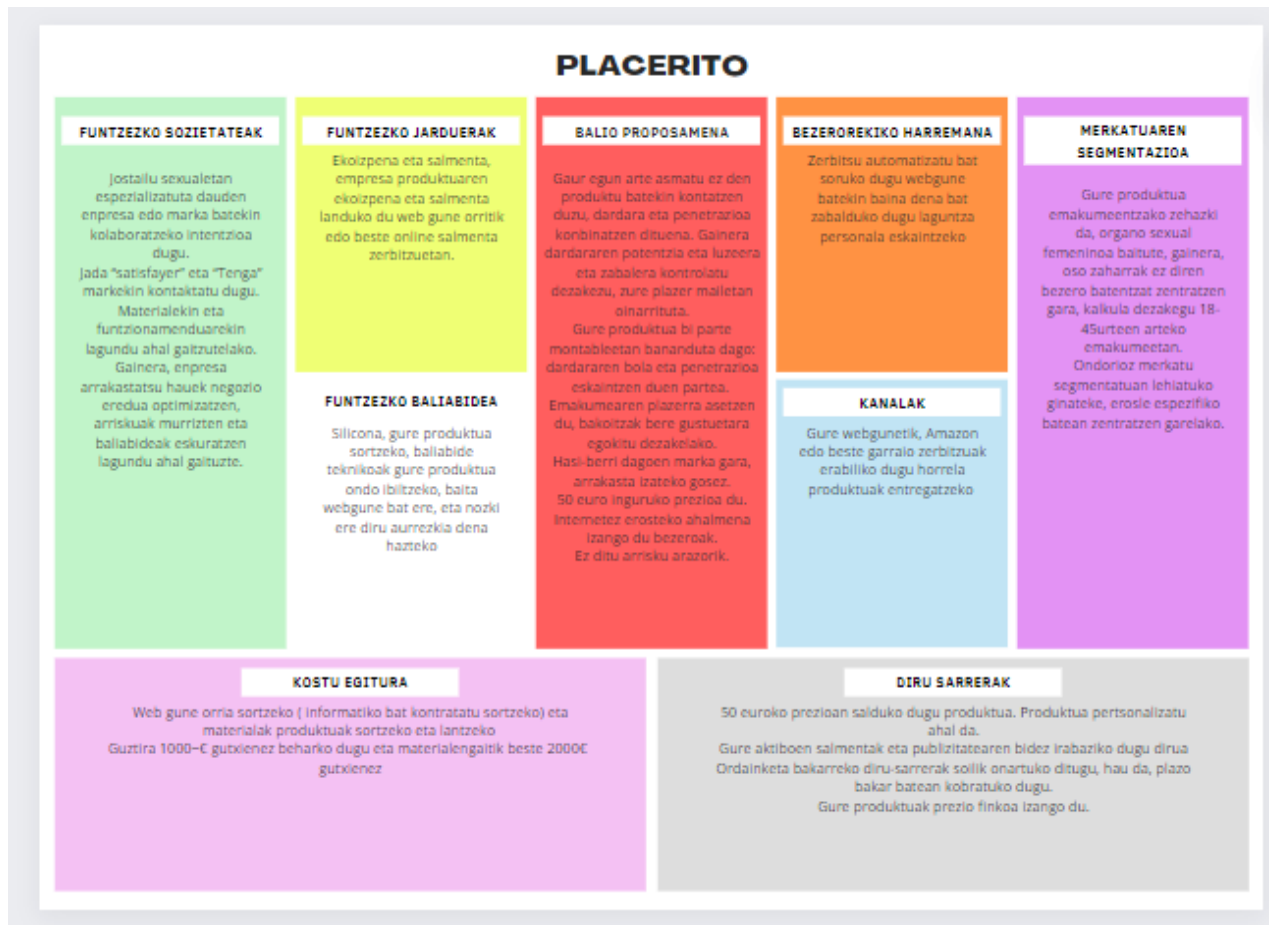 PLACERITO
FUNTZEZKO SOZIETATEAK
Jostailu sexualetan
espezializatuta dauden
enpresa edo marka batekin
kolaboratzeko intentzioa
dugu.
Jada "satisfayer" eta "Tenga"
markekin kontaktatu dugu.
Materialekin eta
funtzionamenduarekin
lagundu ahal gaitzutelako.
Gainera, enpresa
arrakastatsu hauek negozio
eredua optimizatzen,
arriskuak murrizten eta
baliabideak eskuratzen
lagundu ahal gaituzte.
FUNTZEZKO JARDUERAK
Ekoizpena eta salmenta,
empresa produktuaren
ekoizpena eta salmenta
landuko du web gune orritik
edo beste online salmenta
zerbitzuetan.
FUNTZEZKO BALIABIDEA
Silicona, gure produktua
sortzeko, baliabide
teknikoak gure produktua
ondo ibiltzeko, baita
webgune bat ere, eta nozki
ere diru aurrezkia dena
hazteko
BALIO PROPOSAMENA
Gaur egun arte asmatu ez den
produktu batekin kontatzen
duzu, dardara eta penetrazioa
konbinatzen dituena. Gainera
dardararen potentzia eta luzeera
eta zabalera kontrolatu
dezakezu, zure plazer mailetan
oinarrituta.
Gure produktua bi parte
montableetan bananduta dago:
dardararen bola eta penetrazioa
eskaintzen duen partea.
Emakumearen plazerra asetzen
du, bakoitzak bere gustuetara
egokitu dezakelako.
Hasi-berri dagoen marka gara,
arrakasta izateko gosez.
50 euro inguruko prezioa du.
Internetez erosteko ahalmena
izango du bezeroak.
Ez ditu arrisku arazorik.
BEZEROREKIKO HARREMANA
Zerbitsu automatizatu bat
soruko dugu webgune
batekin baina dena bat
zabalduko dugu laguntza
personala eskaintzeko
KANALAK
Gure webgunetik, Amazon
edo beste garraio zerbitzuak
erabiliko dugu horrela
produktuak entregatzeko
MERKATUAREN
SEGMENTAZIOA
Gure produktua
emakumeentzako zehazki
da, organo sexual
femeninoa baitute, gainera,
oso zaharrak ez diren
bezero batentzat zentratzen
gara, kalkula dezakegu 18-
45urteen arteko
emakumeetan.
Ondorioz merkatu
segmentatuan lehiatuko
ginateke, erosle espezifiko
batean zentratzen garelako.
KOSTU EGITURA
Web gune orria sortzeko ( informatiko bat kontratatu sortzeko) eta
materialak produktuak sortzeko eta lantzeko
Guztira 1000~€ gutxienez beharko dugu eta materialengaitik beste 2000€
gutxienez
DIRU SARRERAK
50 euroko prezioan salduko dugu produktua. Produktua pertsonalizatu
ahal da.
Gure aktiboen salmentak eta publizitatearen bidez irabaziko dugu dirua
Ordainketa bakarreko diru-sarrerak soilik onartuko ditugu, hau da, plazo
bakar batean kobratuko dugu.
Gure produktuak prezio finkoa izango du.